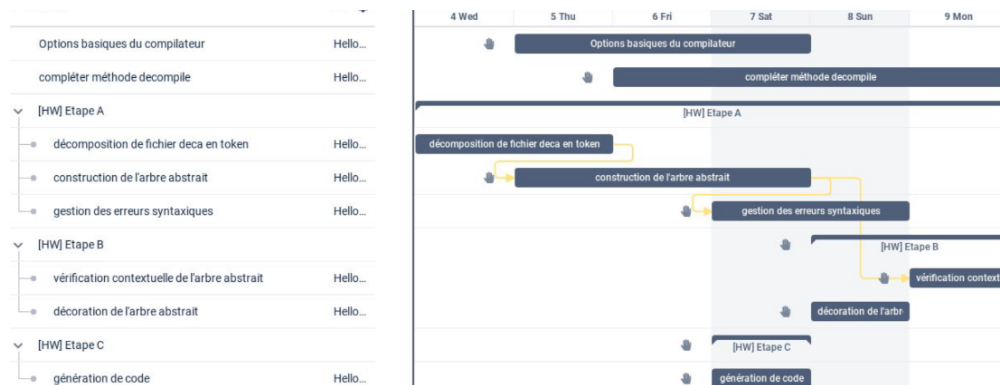 4 Wed 5 Thu 6 Fri 7 Sat 8 Sun 9 Mon
Options basiques du compilateur Hello... Options basiques du compilateur
compléter méthode decompile Hello... compléter méthode decompile
[HW] Etape A [HW] Etape A
décomposition de fichier deca en token Hello... décomposition de fichier deca en token
construction de l'arbre abstrait Hello... construction de l'arbre abstrait
gestion des erreurs syntaxiques Hello... gestion des erreurs syntaxiques
[HW] Etape B [HW] Etape B
vérification contextuelle de l'arbre abstrait Hello... vérification context
décoration de l'arbre abstrait Hello... décoration de l'arbr
[HW] Etape C [HW] Etape C
génération de code Hello... génération de code